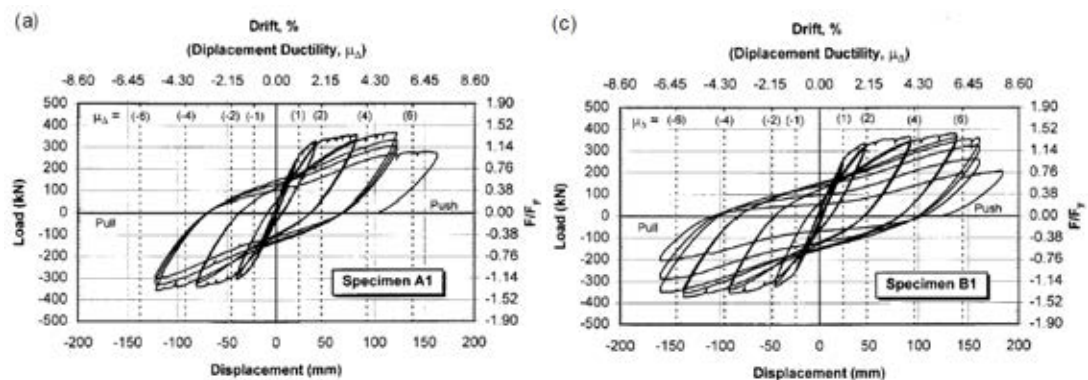 (a)
Drift, %
(Diplacement Ductility, μΔ)
-8.60 -6.45 -4.30 -2.15 0.00 2.15 4.30 6.45 8.60
500 400 300 200 100 0 -100 -200 -300 -400 -500
Load (kN)
μΔ = (-6) (-4) (-2) (-1) (1) (2) (4) (6)
Pull
Push
Specimen A1
1.90 1.52 1.14 0.76 0.38 0.00 -0.38 -0.76 -1.14 -1.52 -1.90
F/Fy
-200 -150 -100 -50 0 50 100 150 200
Displacement (mm)
(c)
Drift, %
(Diplacement Ductility, μΔ)
-8.60 -6.45 -4.30 -2.15 0.00 2.15 4.30 6.45 8.60
500 400 300 200 100 0 -100 -200 -300 -400 -500
Load (kN)
μΔ = (-6) (-4) (-2) (-1) (1) (2) (4) (6)
Pull
Push
Specimen B1
1.90 1.52 1.14 0.76 0.38 0.00 -0.38 -0.76 -1.14 -1.52 -1.90
F/Fy
-200 -150 -100 -50 0 50 100 150 200
Displacement (mm)